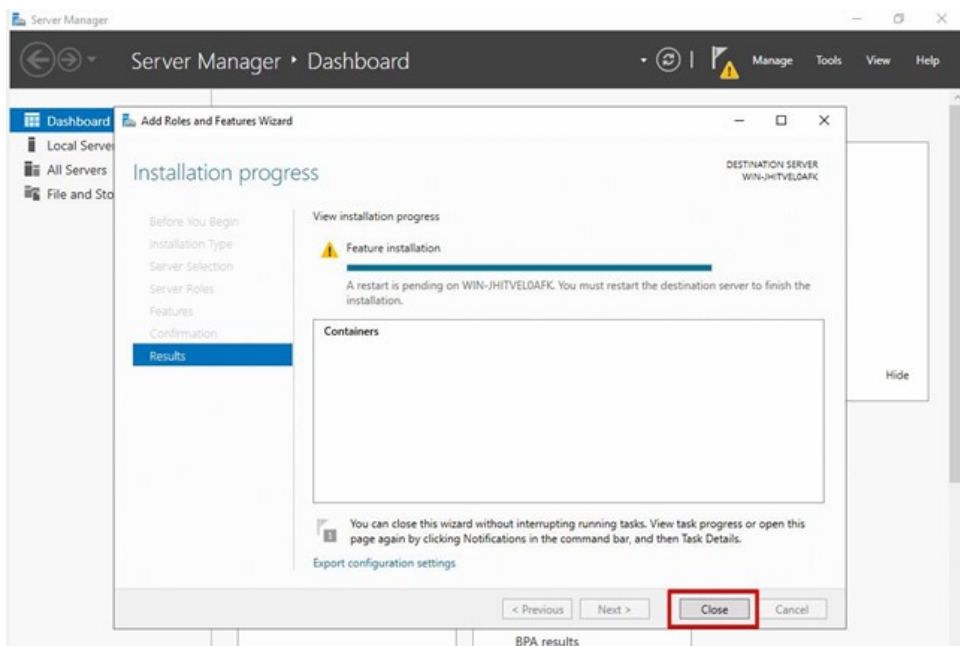 Server Manager
Server Manager ‣ Dashboard
Manage Tools View Help
Dashboard
Local Server
All Servers
File and Sto
Add Roles and Features Wizard
Installation progress
DESTINATION SERVER
WIN-JHITVEL0AFK
Before You Begin
Installation Type
Server Selection
Server Roles
Features
Confirmation
Results
View installation progress
Feature installation
A restart is pending on WIN-JHITVEL0AFK. You must restart the destination server to finish the
installation.
Containers
Hide
1
You can close this wizard without interrupting running tasks. View task progress or open this
page again by clicking Notifications in the command bar, and then Task Details.
Export configuration settings
< Previous Next > Close Cancel
BPA results